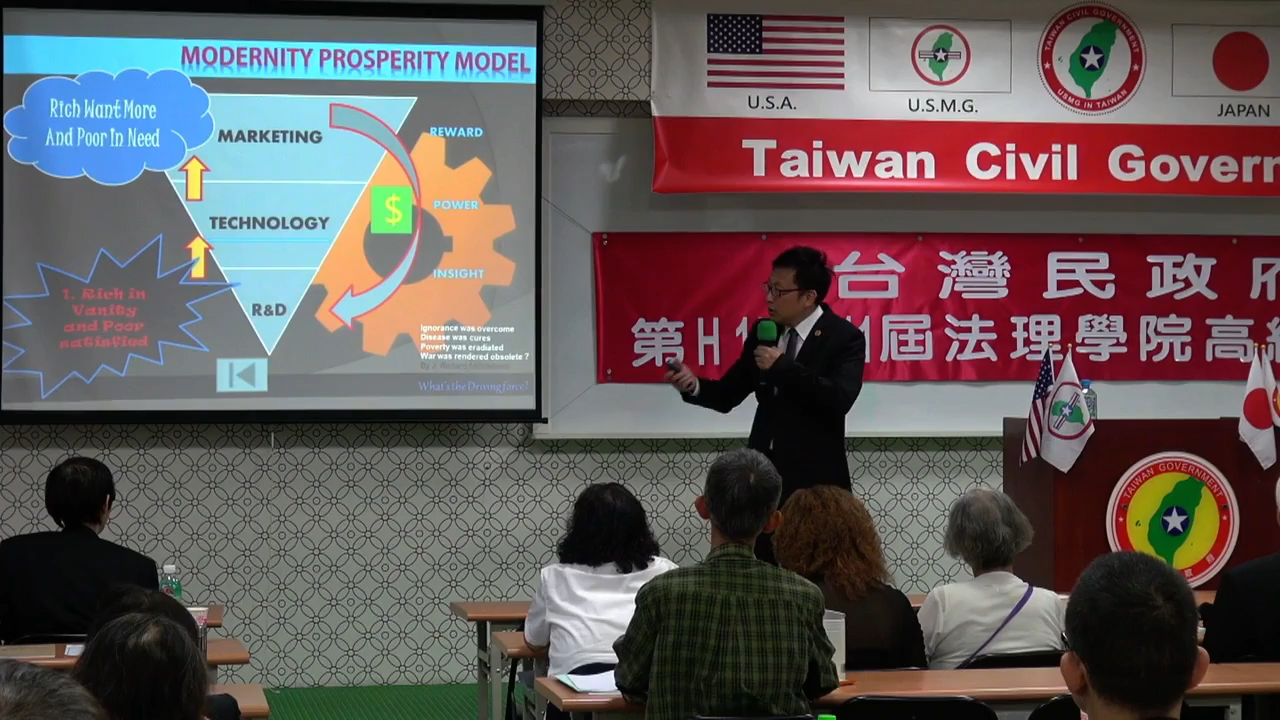 MODERNITY PROSPERITY MODEL
Rich Want More
And Poor In Need
MARKETING
TECHNOLOGY
R&D
$
REWARD
POWER
INSIGHT
1. Rich in
Vanity
and Poor
satisfied
Ignorance was overcome
Disease was cures
Poverty was eradiated
War was rendered obsolete ?
What's the Driving force?
U.S.A.
U.S.M.G.
TAIWAN CIVIL GOVERNMENT
USMG IN TAIWAN
JAPAN
Taiwan Civil Govern
台灣民政府
屆法理學院高
TAIWAN GOVERNMENT